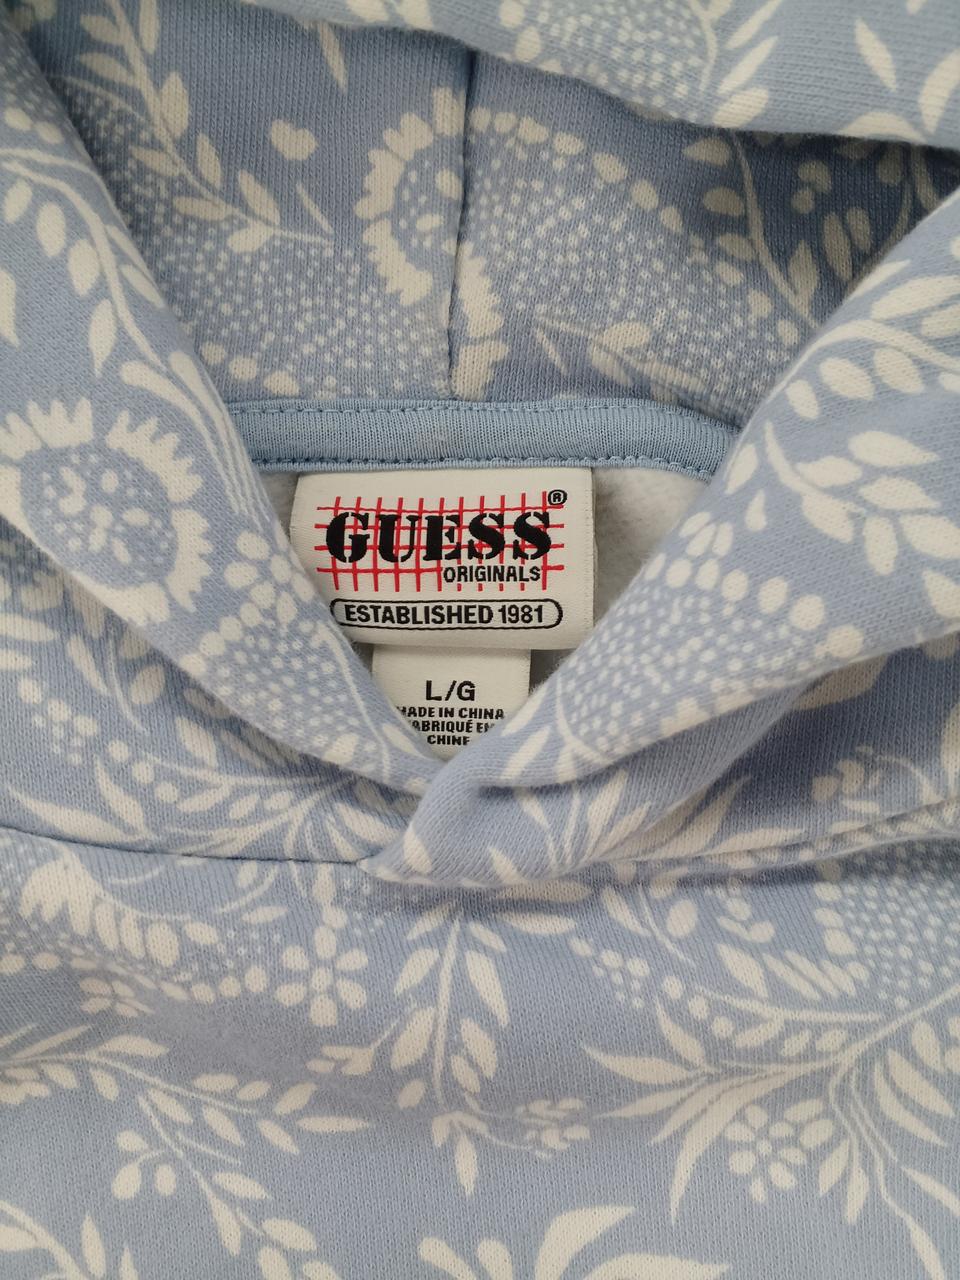 GUESS®
ORIGINALS
ESTABLISHED 1981
L/G
MADE IN CHINA
FABRIQUÉ EN
CHINE